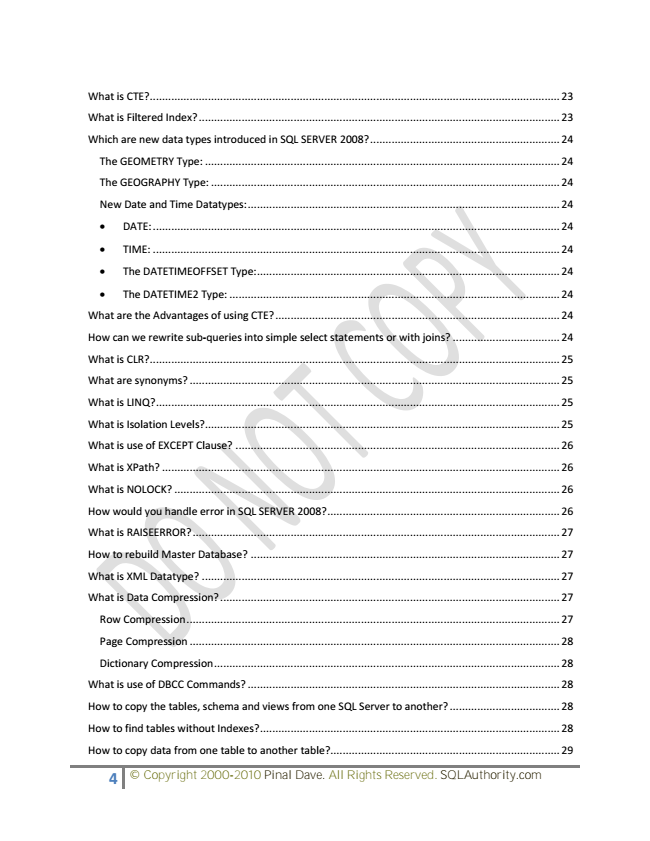 What is CTE?.......................................................................................................................................... 23
What is Filtered Index?.......................................................................................................................... 23
Which are new data types introduced in SQL SERVER 2008?............................................................... 24
The GEOMETRY Type: ......................................................................................................................... 24
The GEOGRAPHY Type: ....................................................................................................................... 24
New Date and Time Datatypes:........................................................................................................... 24
• DATE:............................................................................................................................................ 24
• TIME: ............................................................................................................................................ 24
• The DATETIMEOFFSET Type:......................................................................................................... 24
• The DATETIME2 Type: .................................................................................................................. 24
What are the Advantages of using CTE?................................................................................................ 24
How can we rewrite sub-queries into simple select statements or with joins? .................................... 24
What is CLR?.......................................................................................................................................... 25
What are synonyms? ............................................................................................................................. 25
What is LINQ?........................................................................................................................................ 25
What is Isolation Levels?........................................................................................................................ 25
What is use of EXCEPT Clause? ............................................................................................................. 26
What is XPath? ...................................................................................................................................... 26
What is NOLOCK? .................................................................................................................................. 26
How would you handle error in SQL SERVER 2008?.............................................................................. 26
What is RAISEERROR?............................................................................................................................ 27
How to rebuild Master Database? ........................................................................................................ 27
What is XML Datatype? ......................................................................................................................... 27
What is Data Compression?................................................................................................................... 27
Row Compression................................................................................................................................ 27
Page Compression ............................................................................................................................... 28
Dictionary Compression....................................................................................................................... 28
What is use of DBCC Commands? ......................................................................................................... 28
How to copy the tables, schema and views from one SQL Server to another? ..................................... 28
How to find tables without Indexes?..................................................................................................... 28
How to copy data from one table to another table?.............................................................................. 29
DO NOT COPY
4 © Copyright 2000-2010 Pinal Dave. All Rights Reserved. SQLAuthority.com